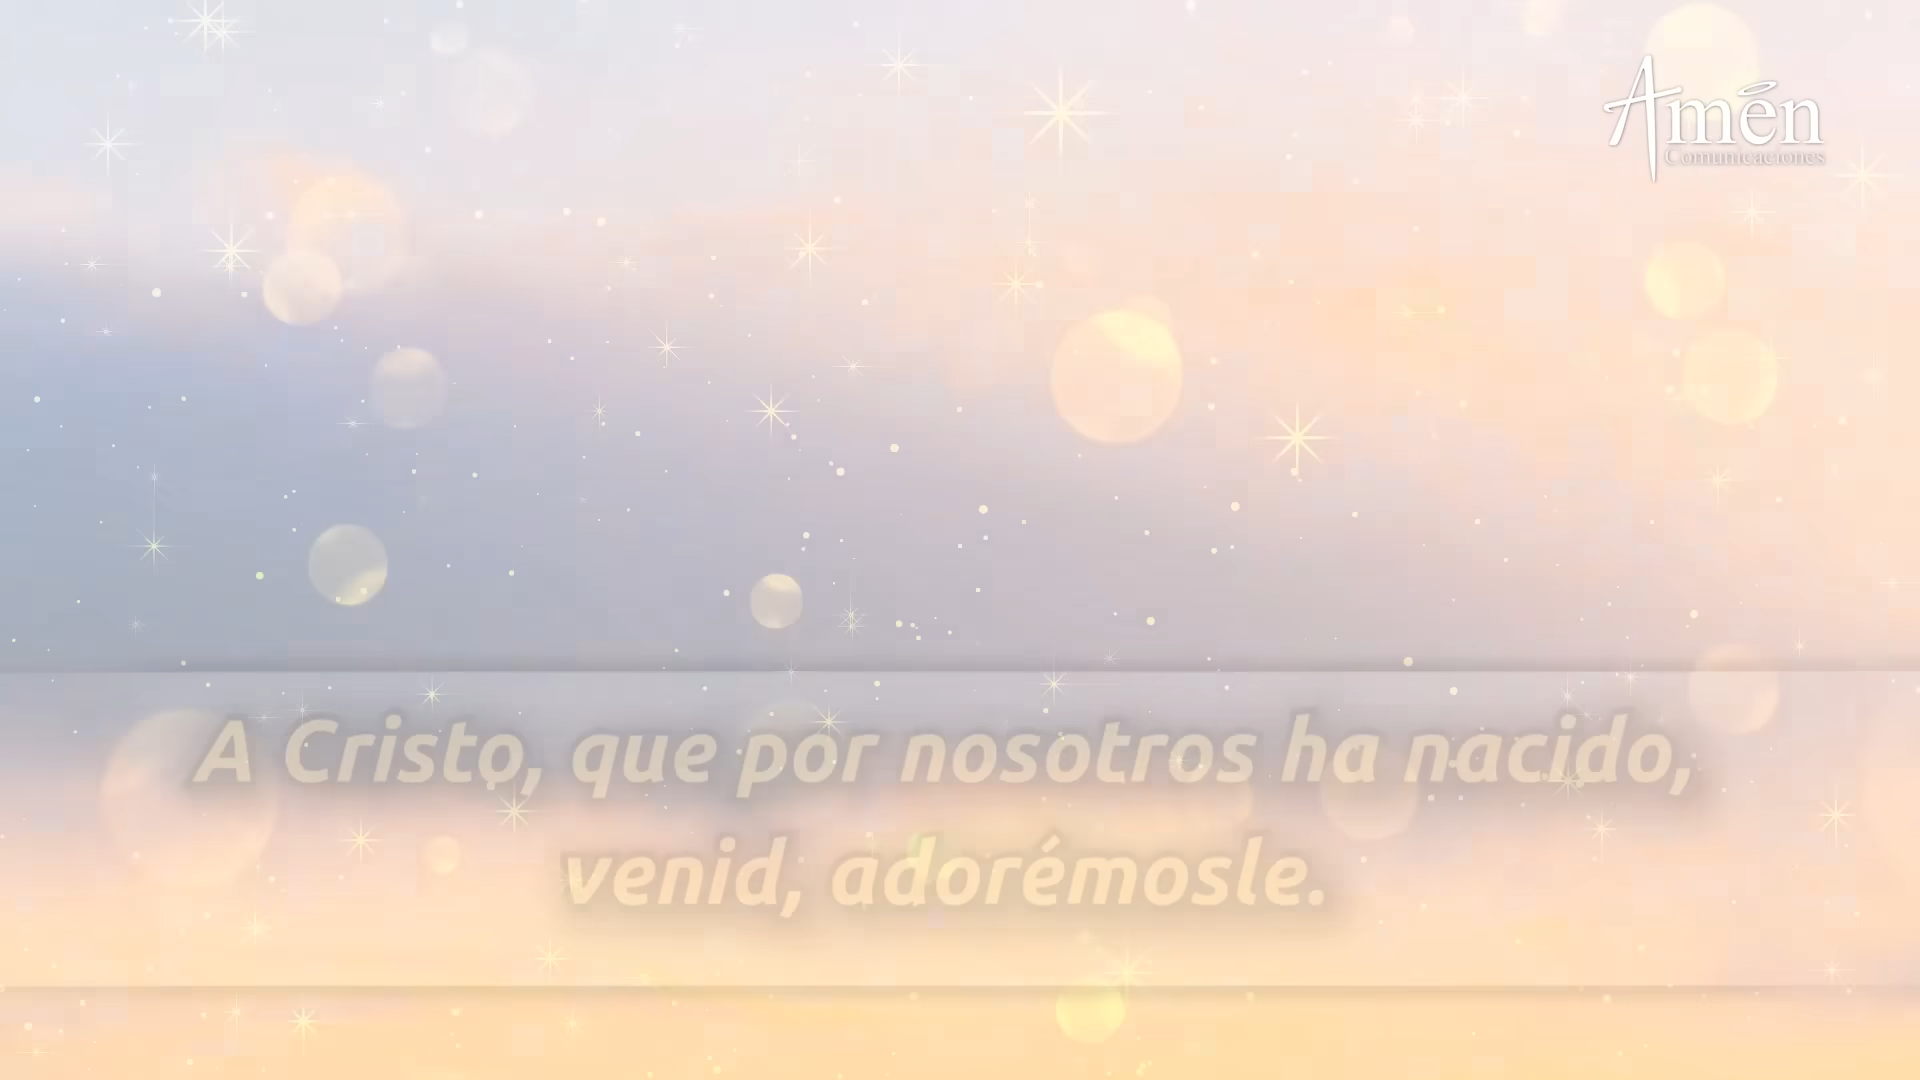 Amén
Comunicaciones
A Cristo, que por nosotros ha nacido,
venid, adorémosle.